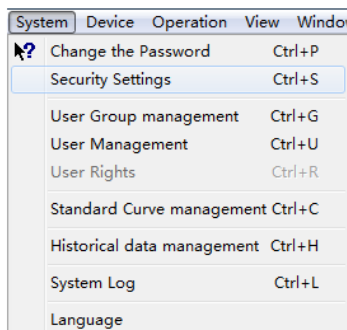 System Device Operation View Windo
Change the Password Ctrl+P
Security Settings Ctrl+S
User Group management Ctrl+G
User Management Ctrl+U
User Rights Ctrl+R
Standard Curve management Ctrl+C
Historical data management Ctrl+H
System Log Ctrl+L
Language